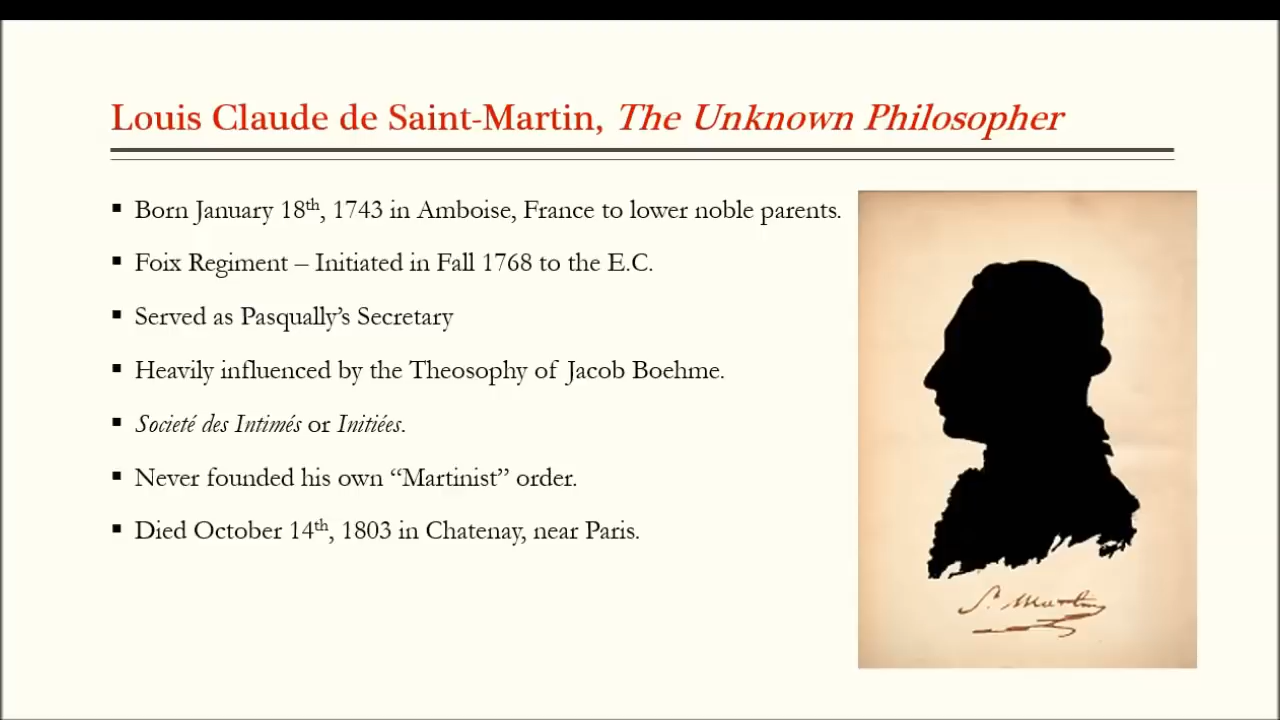 Louis Claude de Saint-Martin, The Unknown Philosopher
▪ Born January 18th, 1743 in Amboise, France to lower noble parents.
▪ Foix Regiment – Initiated in Fall 1768 to the E.C.
▪ Served as Pasqually’s Secretary
▪ Heavily influenced by the Theosophy of Jacob Boehme.
▪ Societé des Intimés or Initiées.
▪ Never founded his own “Martinist” order.
▪ Died October 14th, 1803 in Chatenay, near Paris.
St. Martin